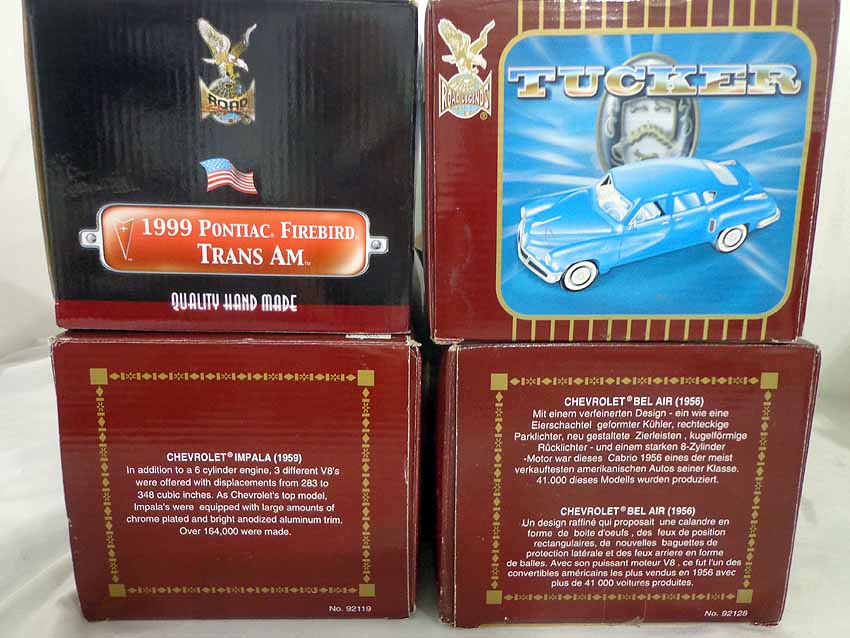 ROAD
1999 PONTIAC® FIREBIRD®
TRANS AM™
QUALITY HAND MADE
ROAD LEGENDS®
TUCKER
CHEVROLET® IMPALA (1959)
In addition to a 6 cylinder engine, 3 different V8's
were offered with displacements from 283 to
348 cubic inches. As Chevrolet's top model,
Impala's were equipped with large amounts of
chrome plated and bright anodized aluminum trim.
Over 164,000 were made.
No. 92119
CHEVROLET® BEL AIR (1956)
Mit einem verfeinerten Design - ein wie eine
Eierschachtel geformter Kühler, rechteckige
Parklichter, neu gestaltete Zierleisten , kugelförmige
Rücklichter - und einem starken 8-Zylinder
-Motor war dieses Cabrio 1956 eines der meist
verkauftesten amerikanischen Autos seiner Klasse.
41.000 dieses Modells wurden produziert.
CHEVROLET® BEL AIR (1956)
Un design raffiné qui proposait une calandre en
forme de boite d'oeufs , des feux de position
rectangulaires, de nouvelles baguettes de
protection latérale et des feux arriere en forme
de balles. Avec son puissant moteur V8 , ce fut l'un des
convertibles américains les plus vendus en 1956 avec
plus de 41 000 voitures produites.
No. 92128